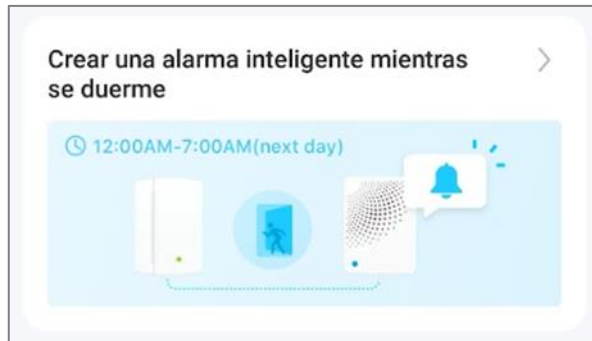 Crear una alarma inteligente mientras
se duerme
12:00AM-7:00AM(next day)